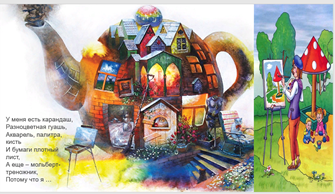 У меня есть карандаш,
Разноцветная гуашь,
Акварель, палитра,
кисть
И бумаги плотный
лист,
А еще – мольберт-
треножник,
Потому что я ...